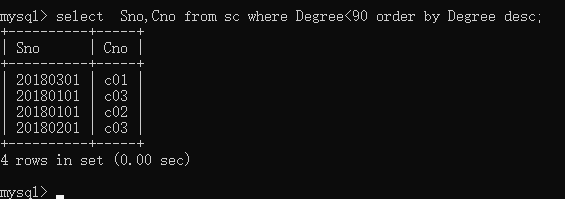 mysql> select  Sno,Cno from sc where Degree<90 order by Degree desc;
+----------+-----+
| Sno      | Cno |
+----------+-----+
| 20180301 | c01 |
| 20180101 | c03 |
| 20180101 | c02 |
| 20180201 | c03 |
+----------+-----+
4 rows in set (0.00 sec)
mysql>